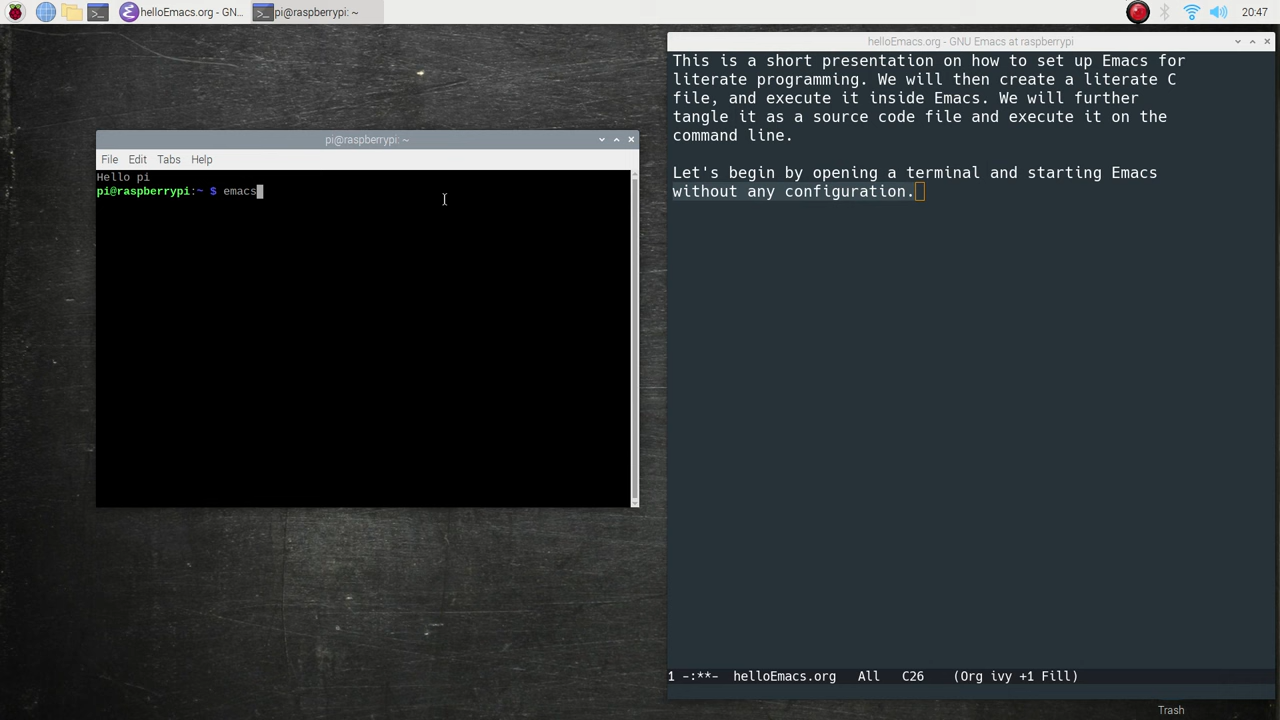 helloEmacs.org - GN...
pi@raspberrypi: ~
20:47
helloEmacs.org - GNU Emacs at raspberrypi
This is a short presentation on how to set up Emacs for
literate programming. We will then create a literate C
file, and execute it inside Emacs. We will further
tangle it as a source code file and execute it on the
command line.
Let's begin by opening a terminal and starting Emacs
without any configuration.
pi@raspberrypi: ~
File Edit Tabs Help
Hello pi
pi@raspberrypi:~ $ emacs
1 -:**- helloEmacs.org All C26 (Org ivy +1 Fill)
Trash